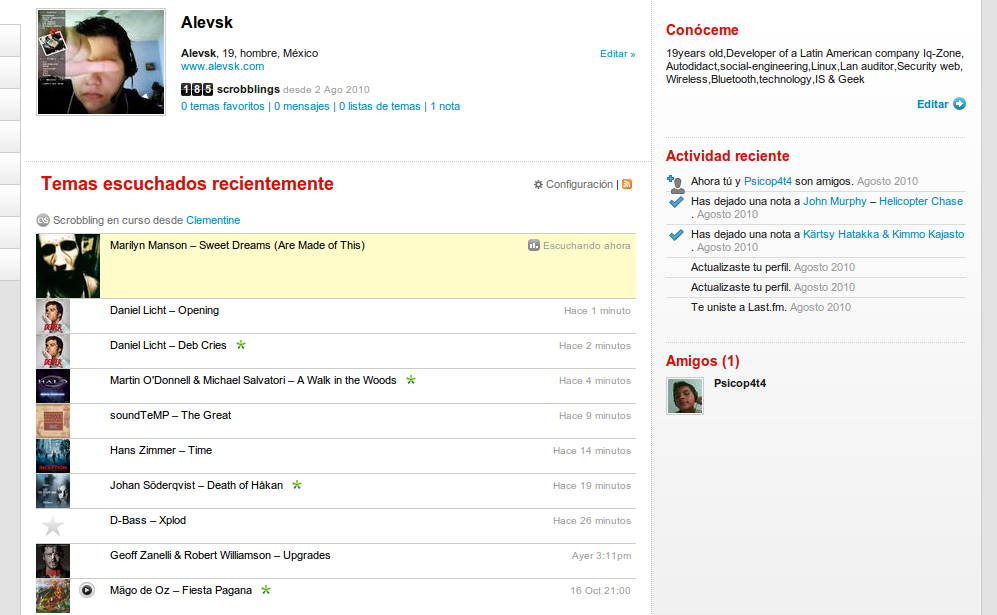 Alevsk
Alevsk, 19, hombre, México
Editar »
www.alevsk.com
185 scrobblings desde 2 Ago 2010
0 temas favoritos | 0 mensajes | 0 listas de temas | 1 nota
Temas escuchados recientemente
Configuración |
Scrobbling en curso desde Clementine
Marilyn Manson – Sweet Dreams (Are Made of This)
Escuchando ahora
Daniel Licht – Opening
Hace 1 minuto
Daniel Licht – Deb Cries
Hace 2 minutos
Martin O'Donnell & Michael Salvatori – A Walk in the Woods
Hace 4 minutos
soundTeMP – The Great
Hace 9 minutos
Hans Zimmer – Time
Hace 14 minutos
Johan Söderqvist – Death of Håkan
Hace 19 minutos
D-Bass – Xplod
Hace 26 minutos
Geoff Zanelli & Robert Williamson – Upgrades
Ayer 3:11pm
Mägo de Oz – Fiesta Pagana
16 Oct 21:00
Conóceme
19years old,Developer of a Latin American company Iq-Zone,
Autodidact,social-engineering,Linux,Lan auditor,Security web,
Wireless,Bluetooth,technology,IS & Geek
Editar
Actividad reciente
Ahora tú y Psicop4t4 son amigos. Agosto 2010
Has dejado una nota a John Murphy – Helicopter Chase
. Agosto 2010
Has dejado una nota a Kärtsy Hatakka & Kimmo Kajasto
. Agosto 2010
Actualizaste tu perfil. Agosto 2010
Actualizaste tu perfil. Agosto 2010
Te uniste a Last.fm. Agosto 2010
Amigos (1)
Psicop4t4